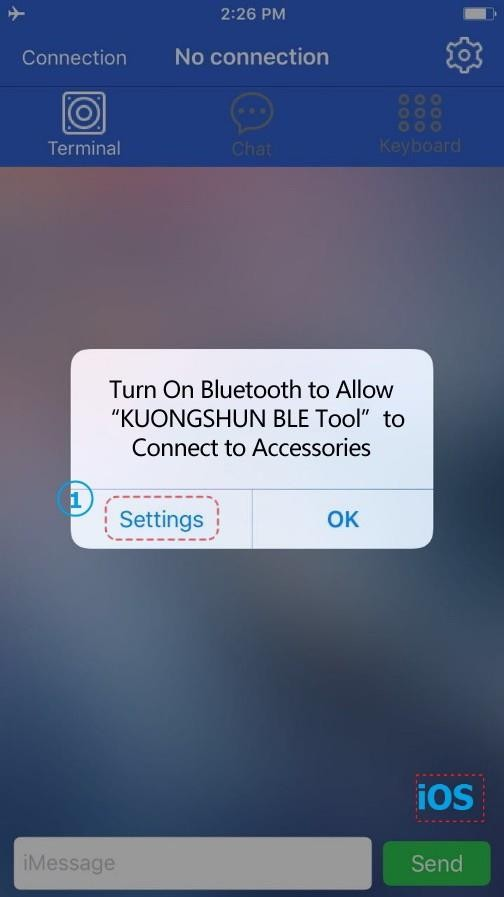 2:26 PM
Connection No connection
Terminal Chat Keyboard
Turn On Bluetooth to Allow
“KUONGSHUN BLE Tool” to
Connect to Accessories
1
Settings OK
iOS
iMessage Send